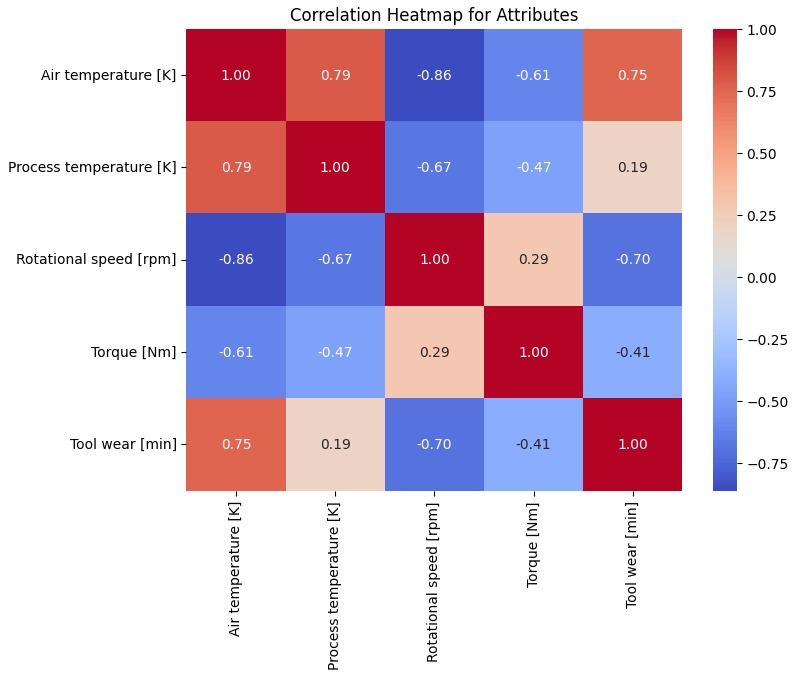 Correlation Heatmap for Attributes
Air temperature [K] 1.00 0.79 -0.86 -0.61 0.75
Process temperature [K] 0.79 1.00 -0.67 -0.47 0.19
Rotational speed [rpm] -0.86 -0.67 1.00 0.29 -0.70
Torque [Nm] -0.61 -0.47 0.29 1.00 -0.41
Tool wear [min] 0.75 0.19 -0.70 -0.41 1.00
Air temperature [K]
Process temperature [K]
Rotational speed [rpm]
Torque [Nm]
Tool wear [min]
1.00
0.75
0.50
0.25
0.00
−0.25
−0.50
−0.75